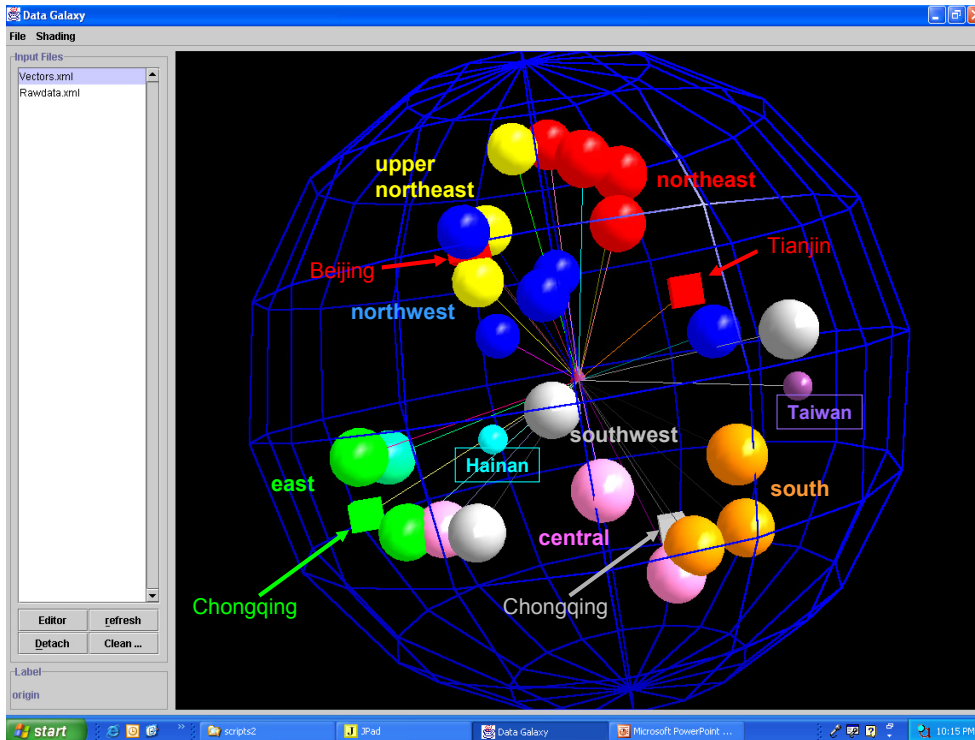 Data Galaxy
File Shading
Input Files
Vectors.xml
Rawdata.xml
upper
northeast
northeast
Beijing
Tianjin
northwest
Taiwan
southwest
Hainan
east
south
central
Chongqing
Chongqing
Editor
refresh
Detach
Clean ...
Label
origin
start
»
scripts2
JPad
Data Galaxy
Microsoft PowerPoint ...
10:15 PM